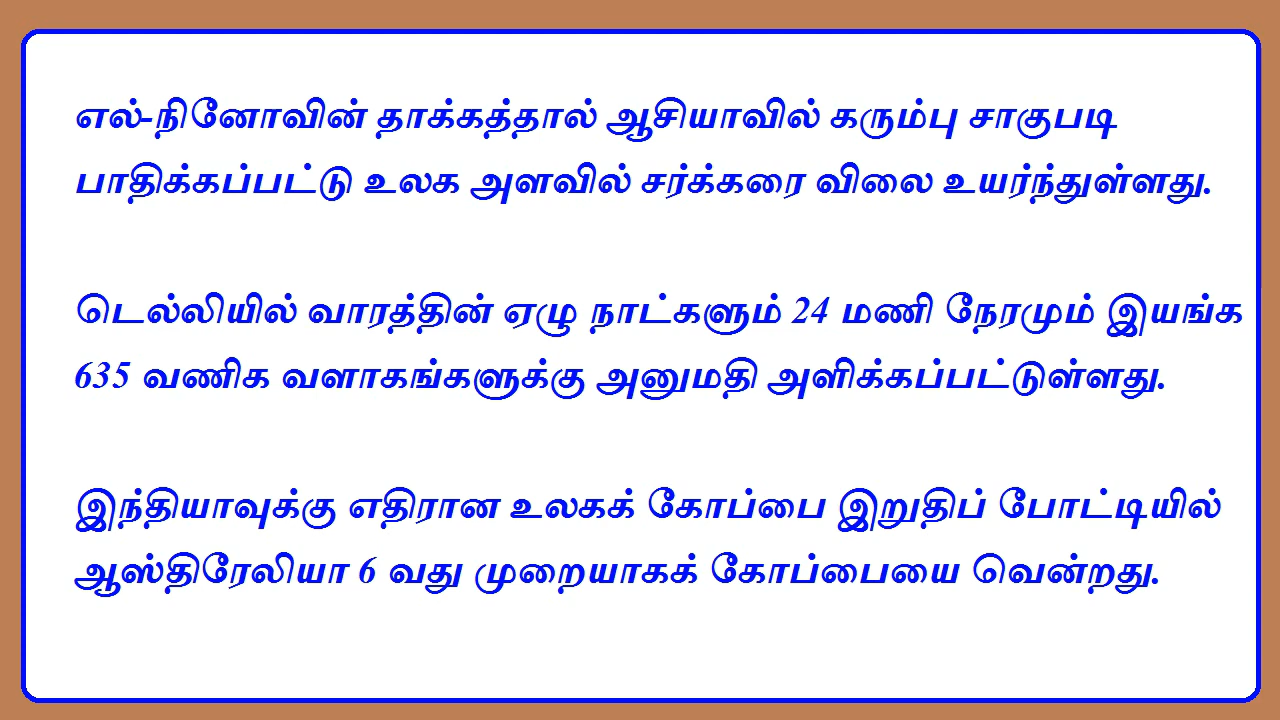 எல்-நினோவின் தாக்கத்தால் ஆசியாவில் கரும்பு சாகுபடி
பாதிக்கப்பட்டு உலக அளவில் சர்க்கரை விலை உயர்ந்துள்ளது.
டெல்லியில் வாரத்தின் ஏழு நாட்களும் 24 மணி நேரமும் இயங்க
635 வணிக வளாகங்களுக்கு அனுமதி அளிக்கப்பட்டுள்ளது.
இந்தியாவுக்கு எதிரான உலகக் கோப்பை இறுதிப் போட்டியில்
ஆஸ்திரேலியா 6 வது முறையாகக் கோப்பையை வென்றது.